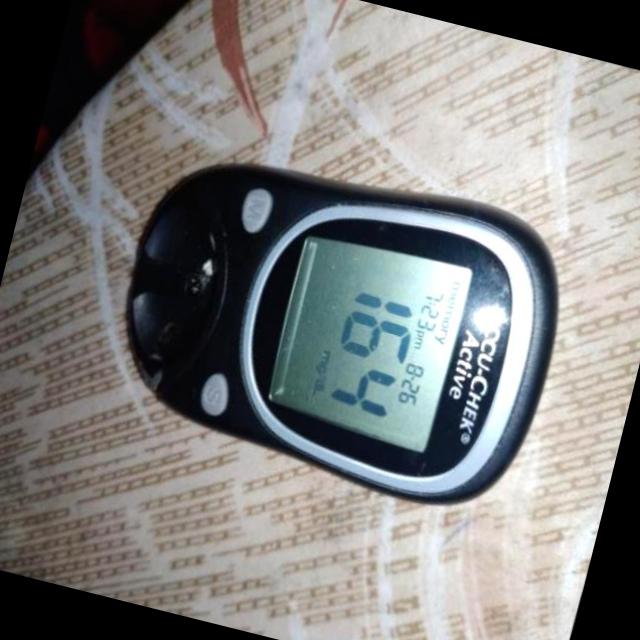 ACCU-CHEK®
Active
memory
7:23 pm 8-26
164
mg/dL
M
S